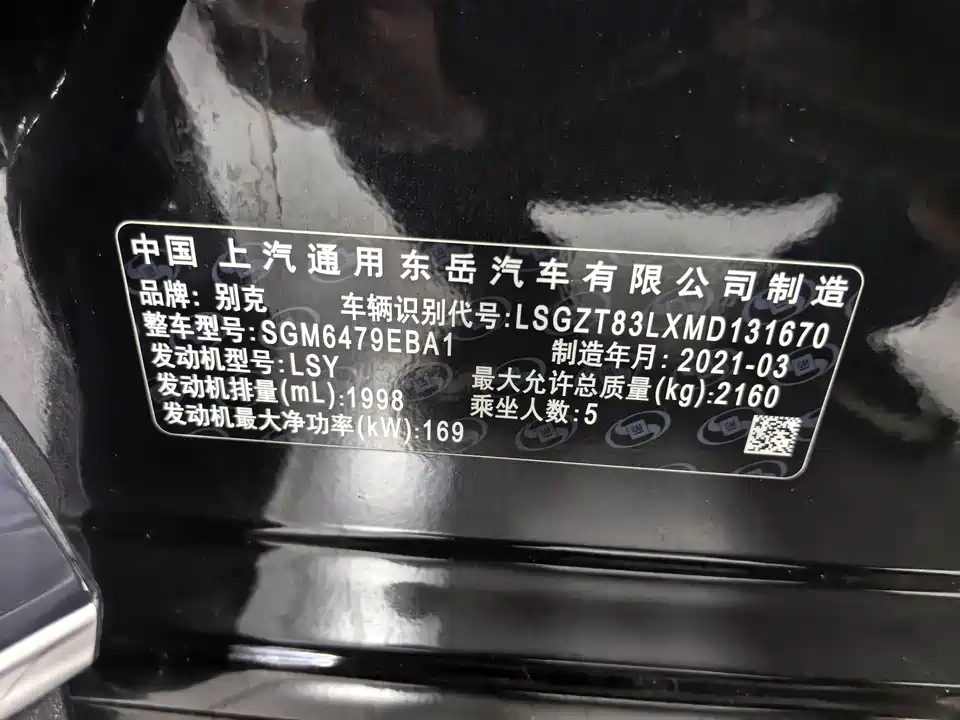 中国 上汽通用东岳汽车有限公司制造
品牌: 别克 车辆识别代号:LSGZT83LXMD131670
整车型号:SGM6479EBA1 制造年月: 2021-03
发动机型号:LSY 最大允许总质量(kg):2160
发动机排量(mL):1998 乘坐人数:5
发动机最大净功率(kW):169